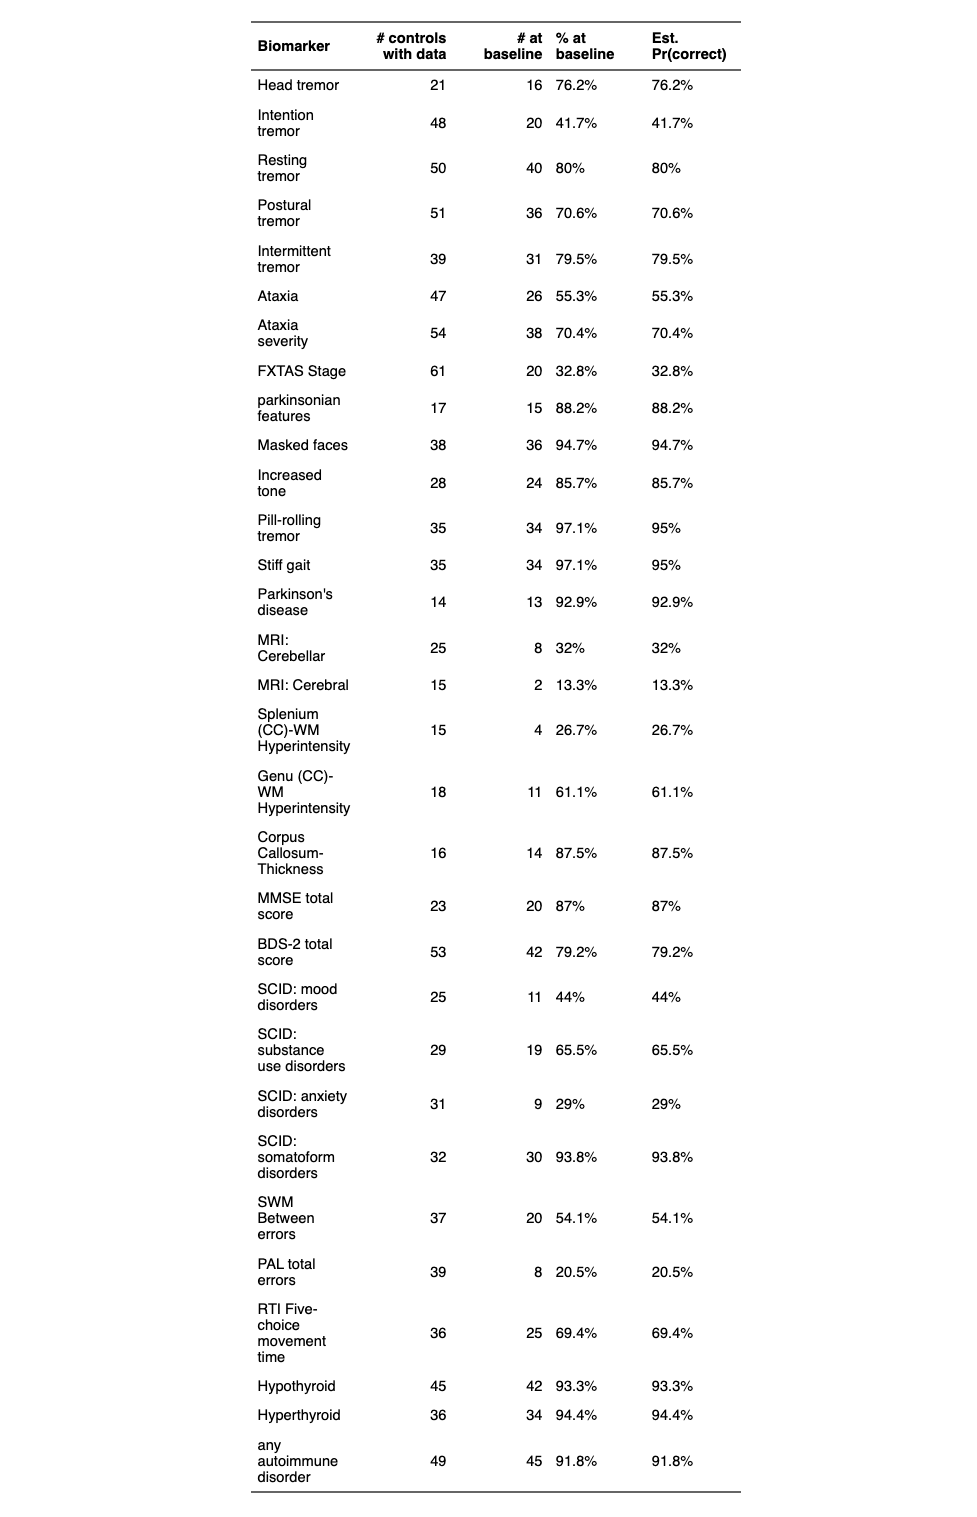 Biomarker # controls with data # at baseline % at baseline Est. Pr(correct)
Head tremor 21 16 76.2% 76.2%
Intention tremor 48 20 41.7% 41.7%
Resting tremor 50 40 80% 80%
Postural tremor 51 36 70.6% 70.6%
Intermittent tremor 39 31 79.5% 79.5%
Ataxia 47 26 55.3% 55.3%
Ataxia severity 54 38 70.4% 70.4%
FXTAS Stage 61 20 32.8% 32.8%
parkinsonian features 17 15 88.2% 88.2%
Masked faces 38 36 94.7% 94.7%
Increased tone 28 24 85.7% 85.7%
Pill-rolling tremor 35 34 97.1% 95%
Stiff gait 35 34 97.1% 95%
Parkinson's disease 14 13 92.9% 92.9%
MRI: Cerebellar 25 8 32% 32%
MRI: Cerebral 15 2 13.3% 13.3%
Splenium (CC)-WM Hyperintensity 15 4 26.7% 26.7%
Genu (CC)-WM Hyperintensity 18 11 61.1% 61.1%
Corpus Callosum-Thickness 16 14 87.5% 87.5%
MMSE total score 23 20 87% 87%
BDS-2 total score 53 42 79.2% 79.2%
SCID: mood disorders 25 11 44% 44%
SCID: substance use disorders 29 19 65.5% 65.5%
SCID: anxiety disorders 31 9 29% 29%
SCID: somatoform disorders 32 30 93.8% 93.8%
SWM Between errors 37 20 54.1% 54.1%
PAL total errors 39 8 20.5% 20.5%
RTI Five-choice movement time 36 25 69.4% 69.4%
Hypothyroid 45 42 93.3% 93.3%
Hyperthyroid 36 34 94.4% 94.4%
any autoimmune disorder 49 45 91.8% 91.8%